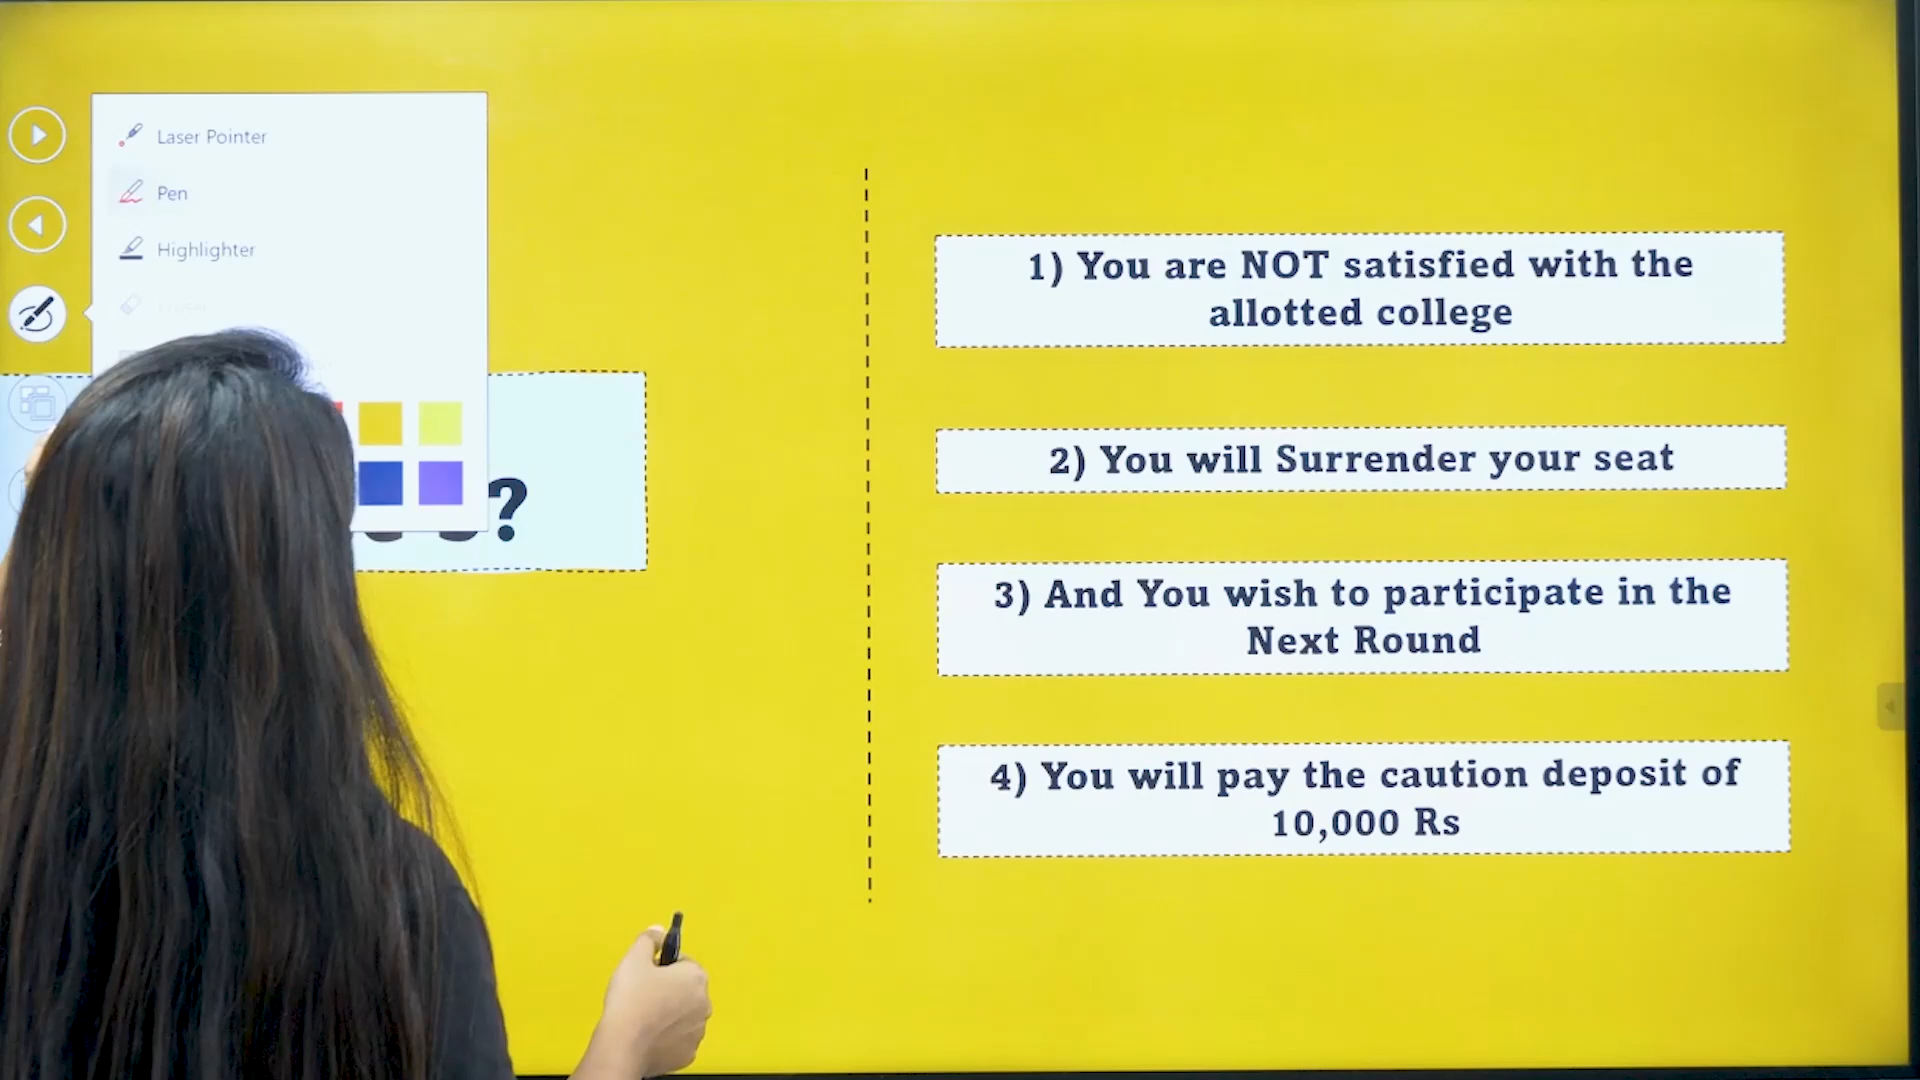 Laser Pointer
Pen
Highlighter
?
1) You are NOT satisfied with the
allotted college
2) You will Surrender your seat
3) And You wish to participate in the
Next Round
4) You will pay the caution deposit of
10,000 Rs